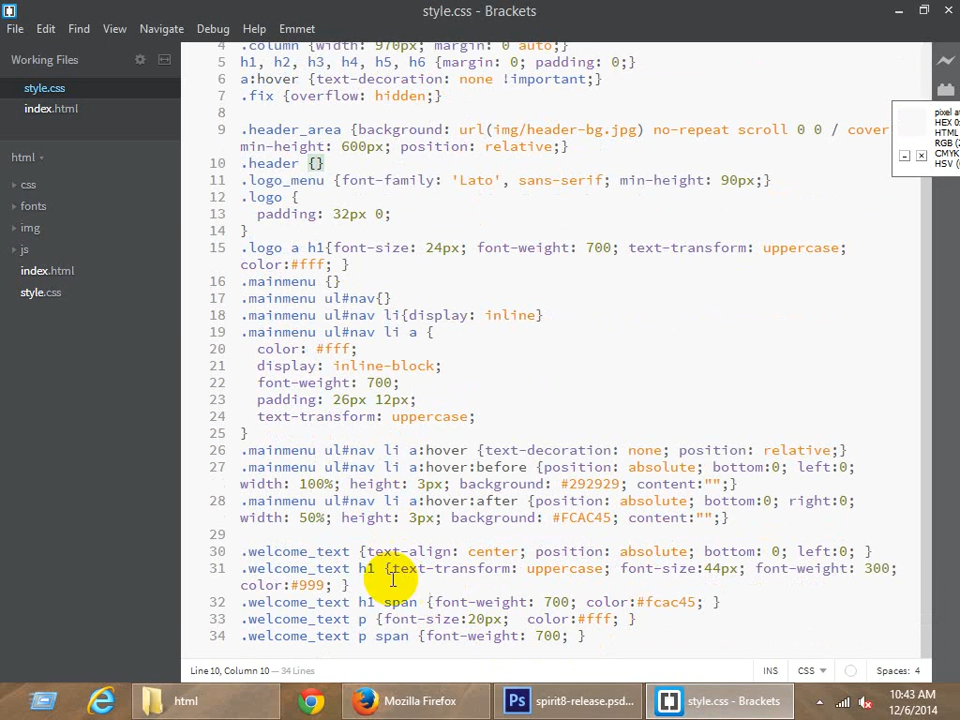 style.css - Brackets
File Edit Find View Navigate Debug Help Emmet
Working Files
style.css
index.html
html
css
fonts
img
js
index.html
style.css
4 .column {width: 970px; margin: 0 auto;}
5 h1, h2, h3, h4, h5, h6 {margin: 0; padding: 0;}
6 a:hover {text-decoration: none !important;}
7 .fix {overflow: hidden;}
8
9 .header_area {background: url(img/header-bg.jpg) no-repeat scroll 0 0 / cover
min-height: 600px; position: relative;}
10 .header {}
11 .logo_menu {font-family: 'Lato', sans-serif; min-height: 90px;}
12 .logo {
13 padding: 32px 0;
14 }
15 .logo a h1{font-size: 24px; font-weight: 700; text-transform: uppercase;
color:#fff; }
16 .mainmenu {}
17 .mainmenu ul#nav{}
18 .mainmenu ul#nav li{display: inline}
19 .mainmenu ul#nav li a {
20 color: #fff;
21 display: inline-block;
22 font-weight: 700;
23 padding: 26px 12px;
24 text-transform: uppercase;
25 }
26 .mainmenu ul#nav li a:hover {text-decoration: none; position: relative;}
27 .mainmenu ul#nav li a:hover:before {position: absolute; bottom:0; left:0;
width: 100%; height: 3px; background: #292929; content:"";}
28 .mainmenu ul#nav li a:hover:after {position: absolute; bottom:0; right:0;
width: 50%; height: 3px; background: #FCAC45; content:"";}
29
30 .welcome_text {text-align: center; position: absolute; bottom: 0; left:0; }
31 .welcome_text h1 {text-transform: uppercase; font-size:44px; font-weight: 300;
color:#999; }
32 .welcome_text h1 span {font-weight: 700; color:#fcac45; }
33 .welcome_text p {font-size:20px; color:#fff; }
34 .welcome_text p span {font-weight: 700; }
pixel a
HEX 0
HTML
RGB (2
CMYK
HSV (
Line 10, Column 10 — 34 Lines
INS CSS Spaces: 4
html
Mozilla Firefox
Ps spirit8-release.psd...
style.css - Brackets
10:43 AM
12/6/2014